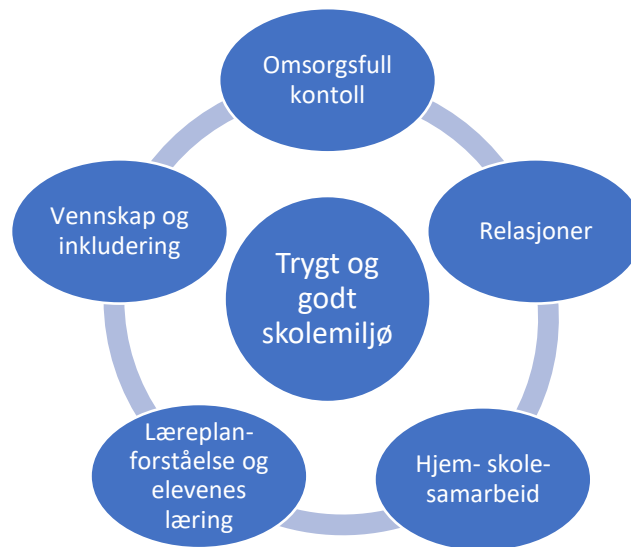 Omsorgsfull
kontoll
Vennskap og
inkludering
Relasjoner
Trygt og
godt
skolemiljø
Læreplan-
forståelse og
elevenes
læring
Hjem- skole-
samarbeid